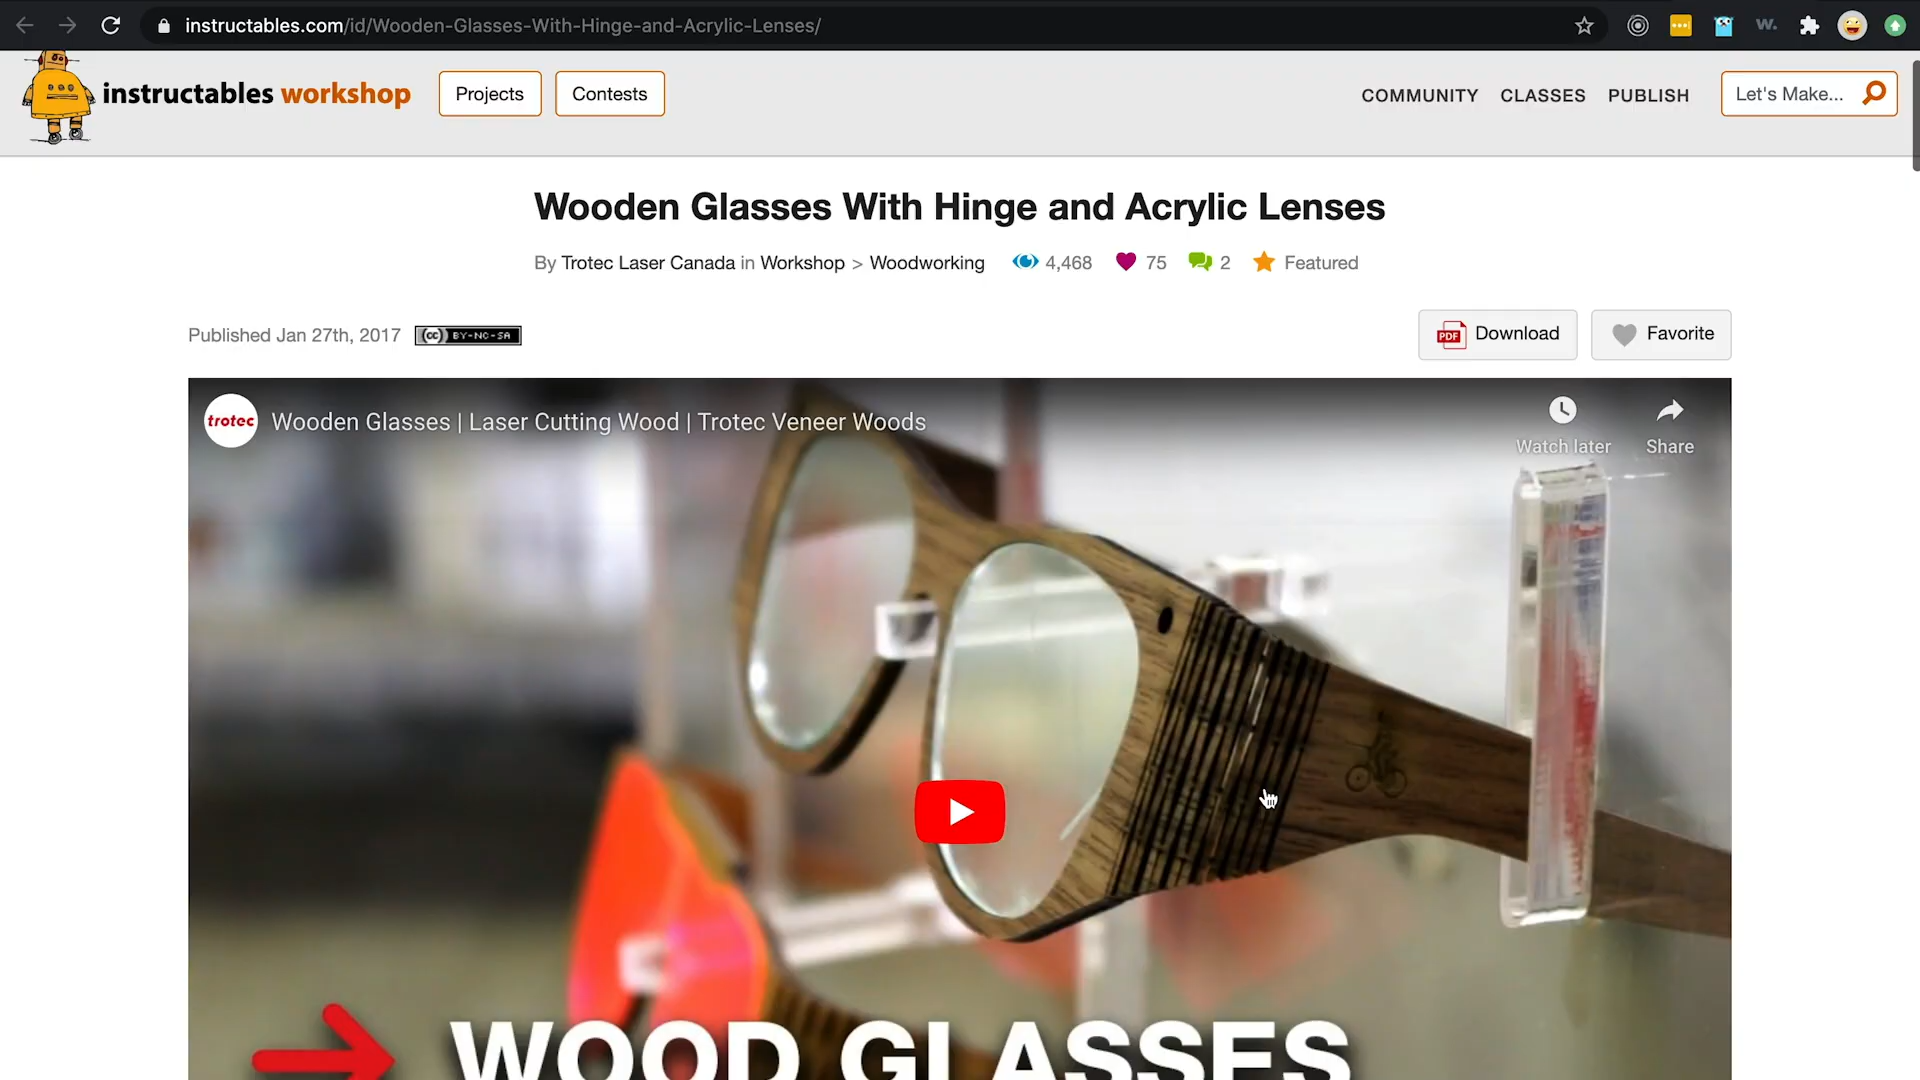 instructables.com/id/Wooden-Glasses-With-Hinge-and-Acrylic-Lenses/
W.
instructables workshop
Projects
Contests
COMMUNITY
CLASSES
PUBLISH
Let's Make...
Wooden Glasses With Hinge and Acrylic Lenses
By Trotec Laser Canada in Workshop > Woodworking 4,468 75 2 Featured
Published Jan 27th, 2017
cc BY-NC-SA
PDF Download
Favorite
trotec
Wooden Glasses | Laser Cutting Wood | Trotec Veneer Woods
Watch later
Share
WOOD GLASSES